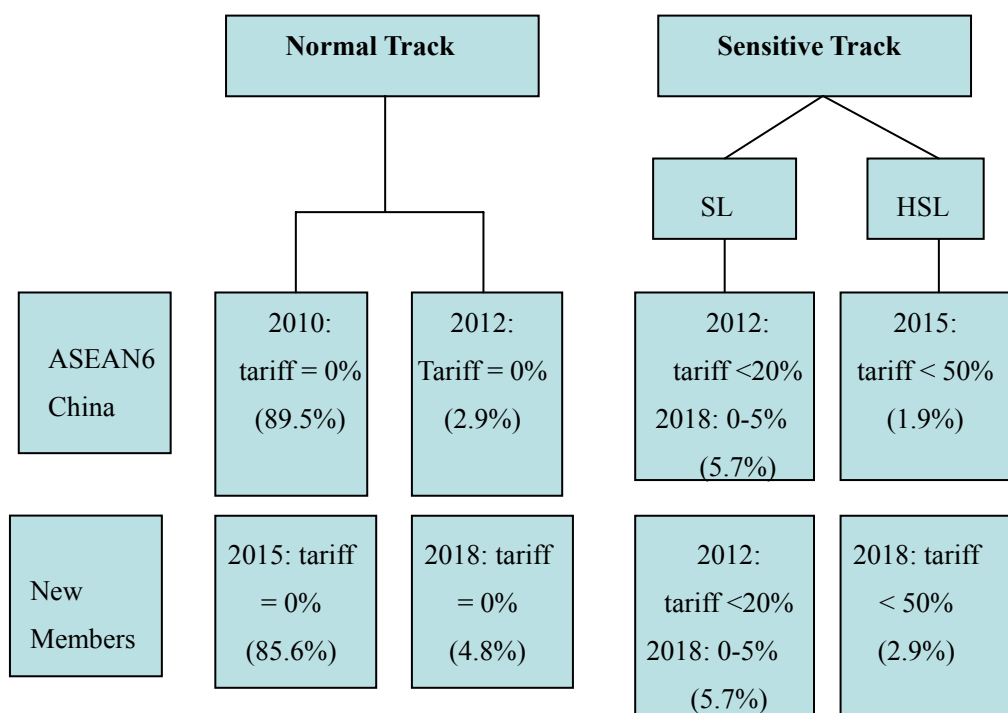 Normal Track
Sensitive Track
SL
HSL
ASEAN6
China
2010:
tariff = 0%
(89.5%)
2012:
Tariff = 0%
(2.9%)
2012:
tariff <20%
2018: 0-5%
(5.7%)
2015:
tariff < 50%
(1.9%)
New
Members
2015: tariff
= 0%
(85.6%)
2018: tariff
= 0%
(4.8%)
2012:
tariff <20%
2018: 0-5%
(5.7%)
2018: tariff
< 50%
(2.9%)